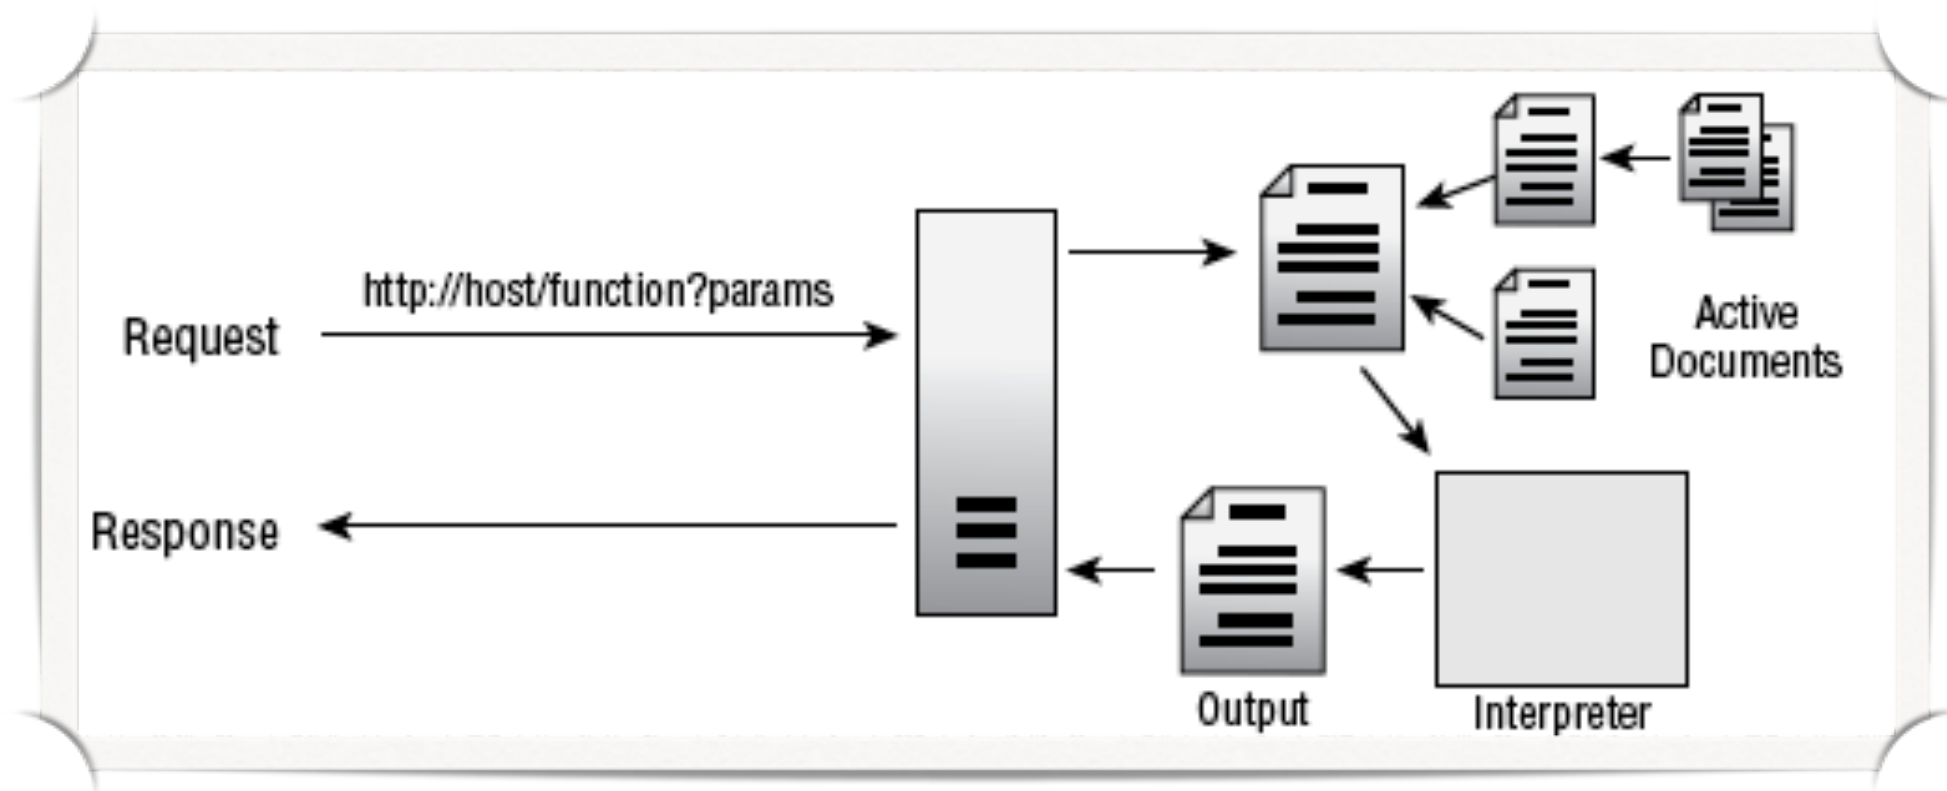 http://host/function?params
Request
Active
Documents
Response
Output
Interpreter